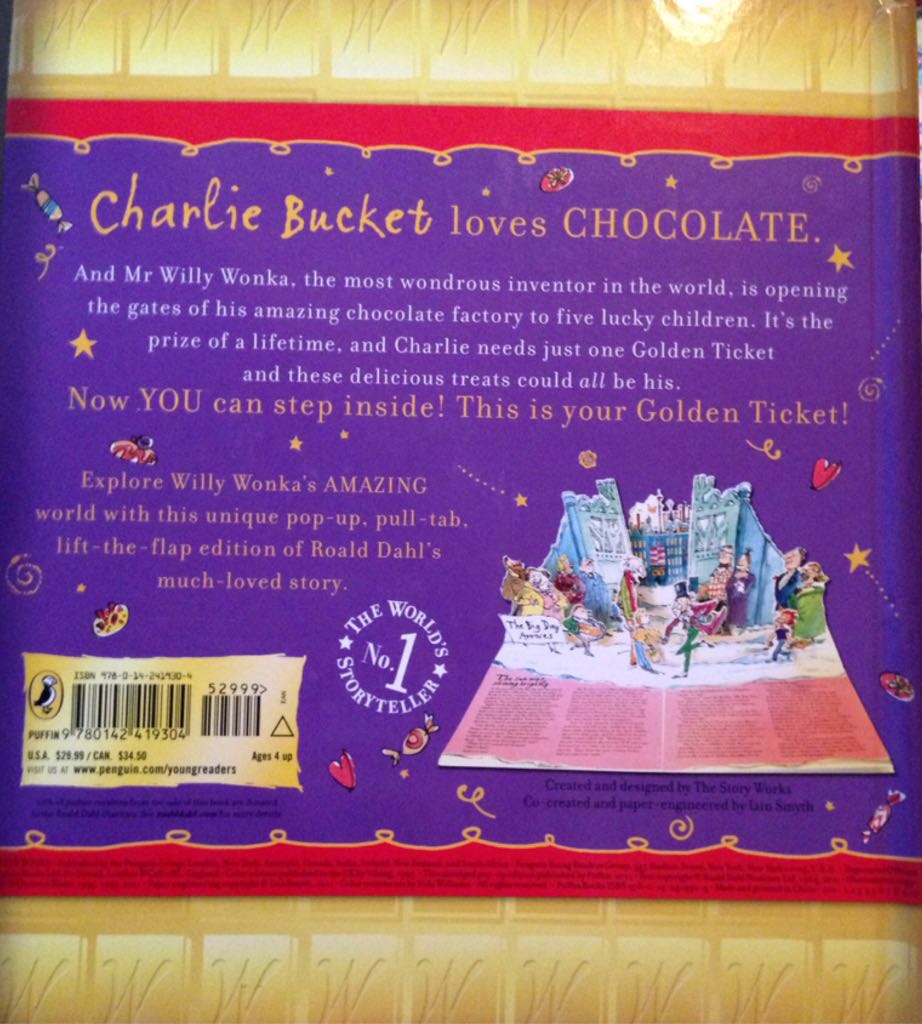 Charlie Bucket loves CHOCOLATE.
And Mr Willy Wonka, the most wondrous inventor in the world, is opening
the gates of his amazing chocolate factory to five lucky children. It's the
prize of a lifetime, and Charlie needs just one Golden Ticket
and these delicious treats could all be his.
Now YOU can step inside! This is your Golden Ticket!
Explore Willy Wonka's AMAZING
world with this unique pop-up, pull-tab,
lift-the-flap edition of Roald Dahl's
much-loved story.
THE WORLD'S
No.1
STORYTELLER
The Big Day
Arrives
The sun was
shining brightly
ISBN 978-0-14-241930-4
52999>
PUFFIN
9 780142 419304
U.S.A. $29.99 / CAN. $34.50
Ages 4 up
VISIT US AT www.penguin.com/youngreaders
Created and designed by The Story Works
Co-created and paper-engineered by Iain Smyth